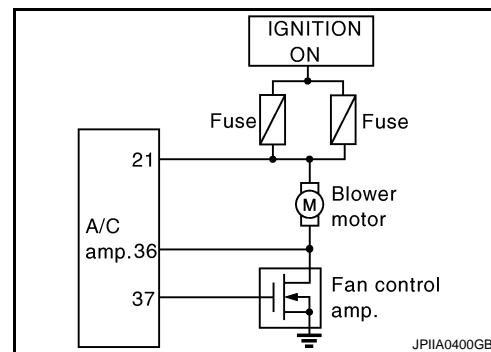 IGNITION
ON
Fuse
Fuse
21
Blower
motor
M
A/C
amp.
36
37
Fan control
amp.
JPIIA0400GB